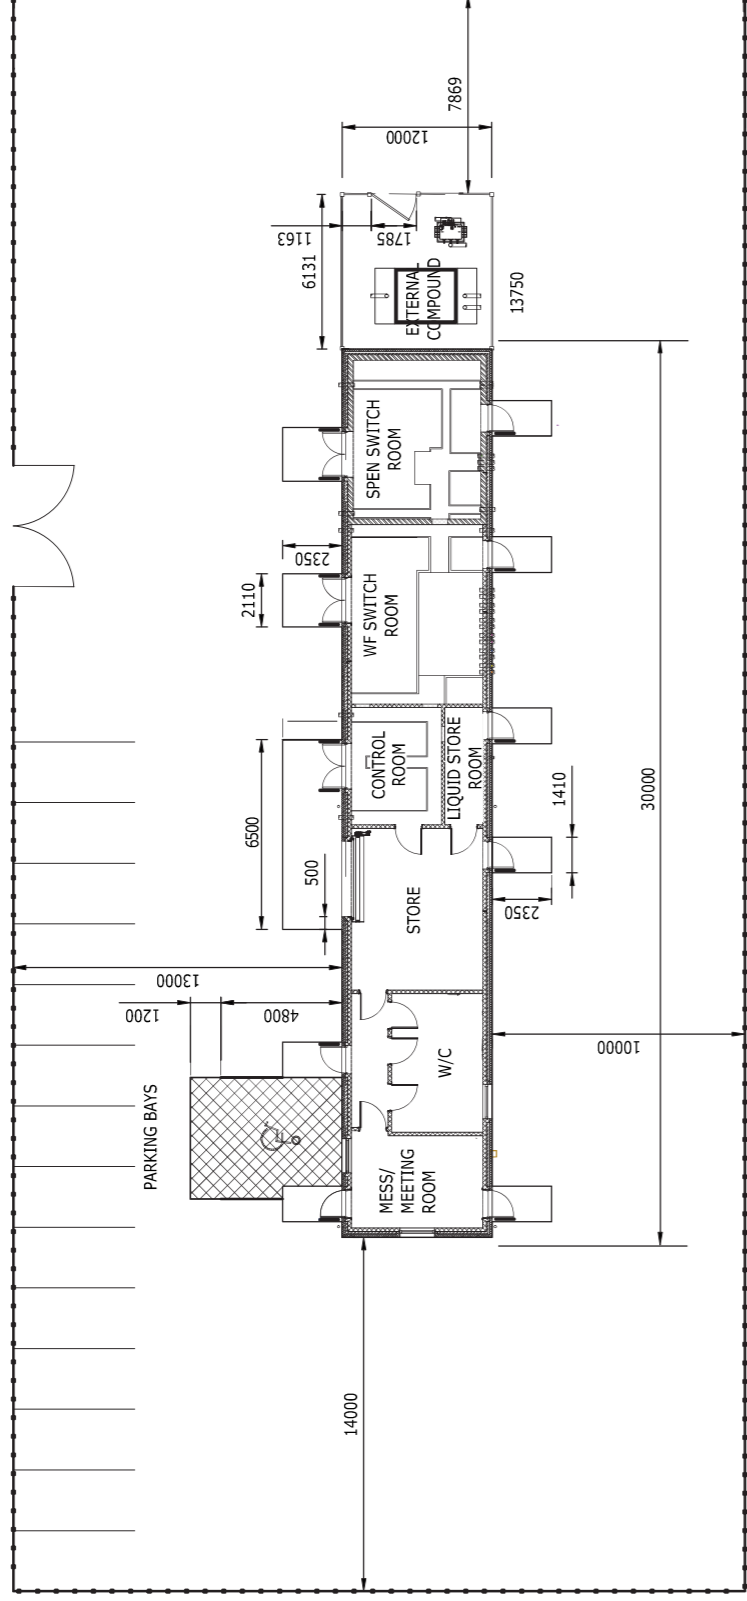 7869
12000
1163
1785
6131
EXTERNAL
COMPOUND
13750
SPEN SWITCH
ROOM
2350
2110
WF SWITCH
ROOM
CONTROL
ROOM
LIQUID STORE
ROOM
6500
500
1410
30000
STORE
2350
13000
1200
4800
10000
W/C
PARKING BAYS
MESS/
MEETING
ROOM
14000